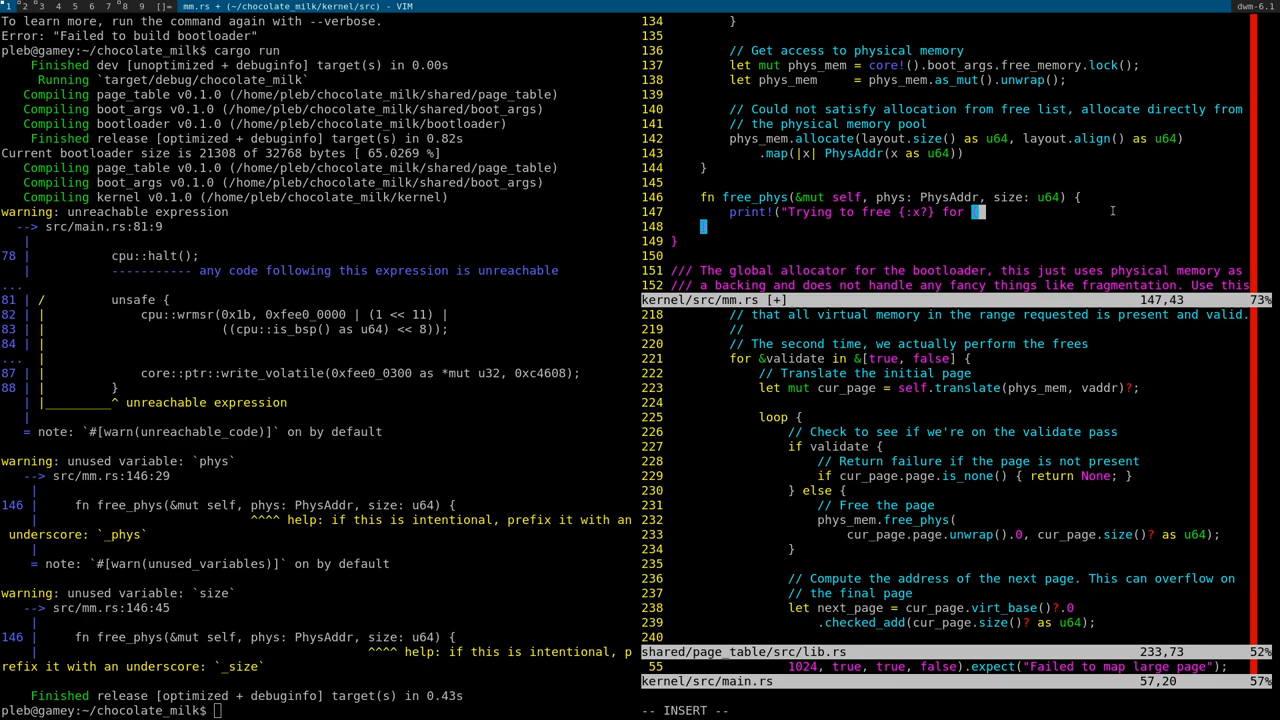 1 2 3 4 5 6 7 8 9 []= mm.rs + (~/chocolate_milk/kernel/src) - VIM dwm-6.1
To learn more, run the command again with --verbose.
Error: "Failed to build bootloader"
pleb@gamey:~/chocolate_milk$ cargo run
    Finished dev [unoptimized + debuginfo] target(s) in 0.00s
     Running `target/debug/chocolate_milk`
   Compiling page_table v0.1.0 (/home/pleb/chocolate_milk/shared/page_table)
   Compiling boot_args v0.1.0 (/home/pleb/chocolate_milk/shared/boot_args)
   Compiling bootloader v0.1.0 (/home/pleb/chocolate_milk/bootloader)
    Finished release [optimized + debuginfo] target(s) in 0.82s
Current bootloader size is 21308 of 32768 bytes [ 65.0269 %]
   Compiling page_table v0.1.0 (/home/pleb/chocolate_milk/shared/page_table)
   Compiling boot_args v0.1.0 (/home/pleb/chocolate_milk/shared/boot_args)
   Compiling kernel v0.1.0 (/home/pleb/chocolate_milk/kernel)
warning: unreachable expression
  --> src/main.rs:81:9
   |
78 |           cpu::halt();
   |           ----------- any code following this expression is unreachable
...
81 | /         unsafe {
82 | |             cpu::wrmsr(0x1b, 0xfee0_0000 | (1 << 11) |
83 | |                        ((cpu::is_bsp() as u64) << 8));
84 | |
... |
87 | |             core::ptr::write_volatile(0xfee0_0300 as *mut u32, 0xc4608);
88 | |         }
   | |_________^ unreachable expression
   |
   = note: `#[warn(unreachable_code)]` on by default

warning: unused variable: `phys`
  --> src/mm.rs:146:29
    |
146 |     fn free_phys(&mut self, phys: PhysAddr, size: u64) {
    |                             ^^^^ help: if this is intentional, prefix it with an
 underscore: `_phys`
    |
    = note: `#[warn(unused_variables)]` on by default

warning: unused variable: `size`
  --> src/mm.rs:146:45
    |
146 |     fn free_phys(&mut self, phys: PhysAddr, size: u64) {
    |                                             ^^^^ help: if this is intentional, p
refix it with an underscore: `_size`

    Finished release [optimized + debuginfo] target(s) in 0.43s
pleb@gamey:~/chocolate_milk$
134         }
135
136         // Get access to physical memory
137         let mut phys_mem = core!().boot_args.free_memory.lock();
138         let phys_mem     = phys_mem.as_mut().unwrap();
139
140         // Could not satisfy allocation from free list, allocate directly from
141         // the physical memory pool
142         phys_mem.allocate(layout.size() as u64, layout.align() as u64)
143             .map(|x| PhysAddr(x as u64))
144     }
145
146     fn free_phys(&mut self, phys: PhysAddr, size: u64) {
147         print!("Trying to free {:x?} for {
148     }
149 }
150
151 /// The global allocator for the bootloader, this just uses physical memory as
152 /// a backing and does not handle any fancy things like fragmentation. Use this
kernel/src/mm.rs [+] 147,43 73%
218         // that all virtual memory in the range requested is present and valid.
219         //
220         // The second time, we actually perform the frees
221         for &validate in &[true, false] {
222             // Translate the initial page
223             let mut cur_page = self.translate(phys_mem, vaddr)?;
224
225             loop {
226                 // Check to see if we're on the validate pass
227                 if validate {
228                     // Return failure if the page is not present
229                     if cur_page.page.is_none() { return None; }
230                 } else {
231                     // Free the page
232                     phys_mem.free_phys(
233                         cur_page.page.unwrap().0, cur_page.size()? as u64);
234                 }
235
236                 // Compute the address of the next page. This can overflow on
237                 // the final page
238                 let next_page = cur_page.virt_base()?.0
239                     .checked_add(cur_page.size()? as u64);
240
shared/page_table/src/lib.rs 233,73 52%
55                 1024, true, true, false).expect("Failed to map large page");
kernel/src/main.rs 57,20 57%
-- INSERT --